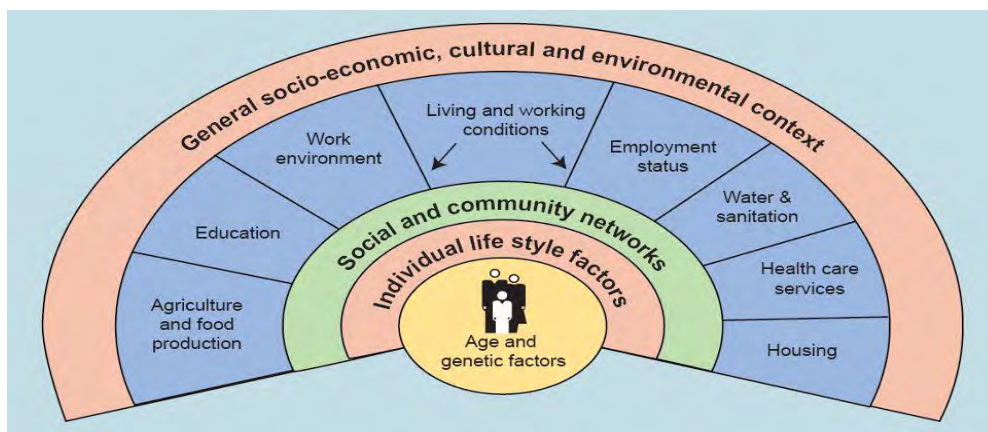 General socio-economic, cultural and environmental context
Living and working
conditions
Work
environment
Employment
status
Education
Water &
sanitation
Agriculture
and food
production
Health care
services
Housing
Social and community networks
Individual life style factors
Age and
genetic factors